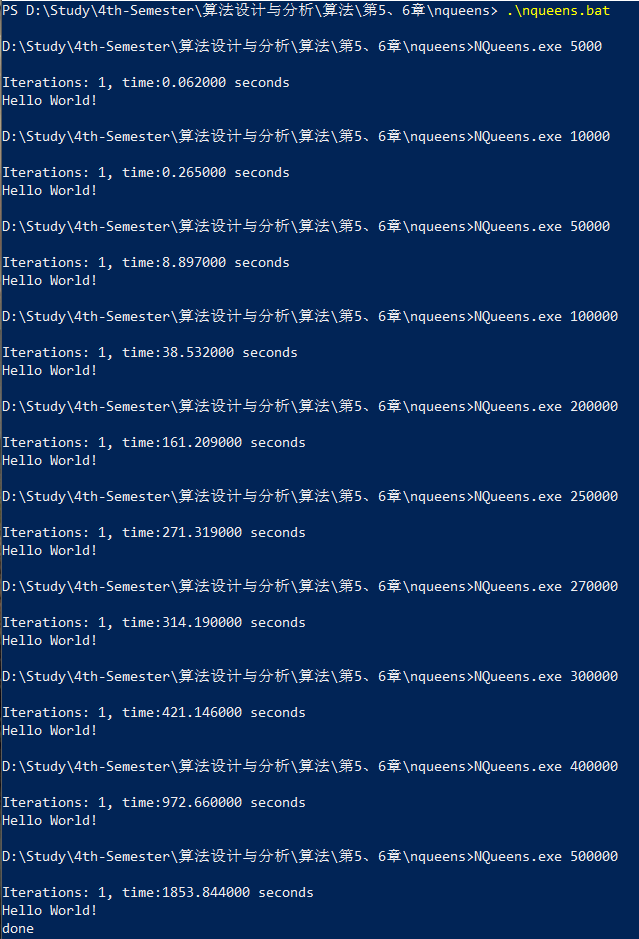 PS D:\Study\4th-Semester\算法设计与分析\算法\第5、6章\nqueens> .\nqueens.bat
D:\Study\4th-Semester\算法设计与分析\算法\第5、6章\nqueens>NQueens.exe 5000
Iterations: 1, time:0.062000 seconds
Hello World!
D:\Study\4th-Semester\算法设计与分析\算法\第5、6章\nqueens>NQueens.exe 10000
Iterations: 1, time:0.265000 seconds
Hello World!
D:\Study\4th-Semester\算法设计与分析\算法\第5、6章\nqueens>NQueens.exe 50000
Iterations: 1, time:8.897000 seconds
Hello World!
D:\Study\4th-Semester\算法设计与分析\算法\第5、6章\nqueens>NQueens.exe 100000
Iterations: 1, time:38.532000 seconds
Hello World!
D:\Study\4th-Semester\算法设计与分析\算法\第5、6章\nqueens>NQueens.exe 200000
Iterations: 1, time:161.209000 seconds
Hello World!
D:\Study\4th-Semester\算法设计与分析\算法\第5、6章\nqueens>NQueens.exe 250000
Iterations: 1, time:271.319000 seconds
Hello World!
D:\Study\4th-Semester\算法设计与分析\算法\第5、6章\nqueens>NQueens.exe 270000
Iterations: 1, time:314.190000 seconds
Hello World!
D:\Study\4th-Semester\算法设计与分析\算法\第5、6章\nqueens>NQueens.exe 300000
Iterations: 1, time:421.146000 seconds
Hello World!
D:\Study\4th-Semester\算法设计与分析\算法\第5、6章\nqueens>NQueens.exe 400000
Iterations: 1, time:972.660000 seconds
Hello World!
D:\Study\4th-Semester\算法设计与分析\算法\第5、6章\nqueens>NQueens.exe 500000
Iterations: 1, time:1853.844000 seconds
Hello World!
done